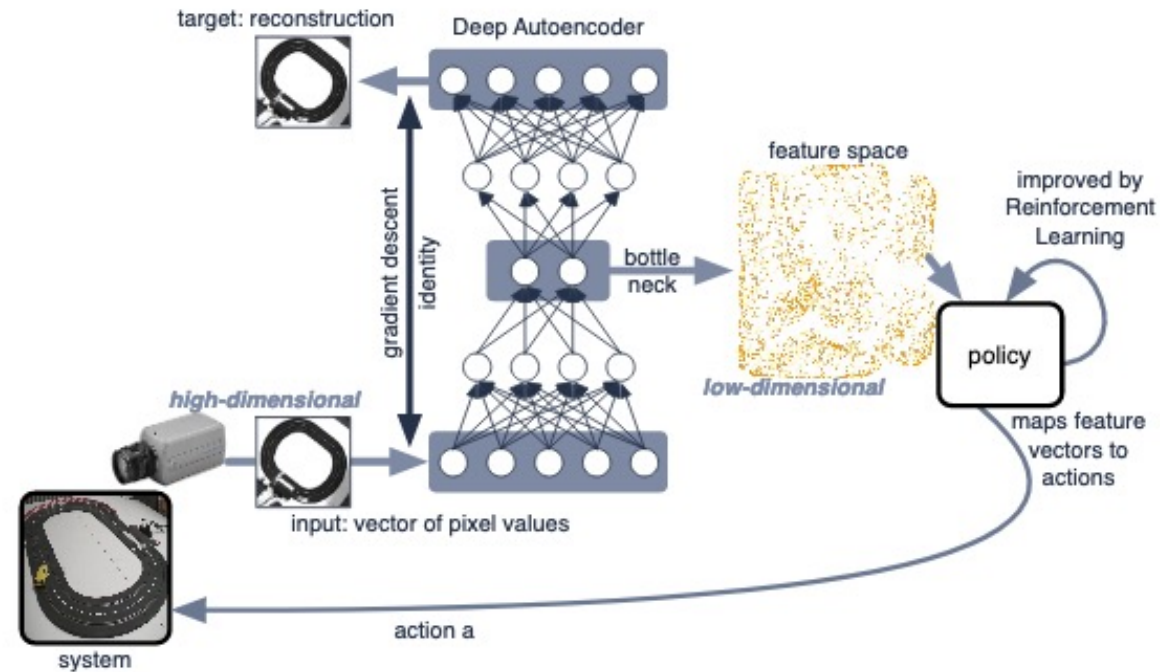 target: reconstruction
Deep Autoencoder
gradient descent
identity
feature space
improved by
Reinforcement
Learning
bottle
neck
policy
low-dimensional
high-dimensional
maps feature
vectors to
actions
input: vector of pixel values
action a
system